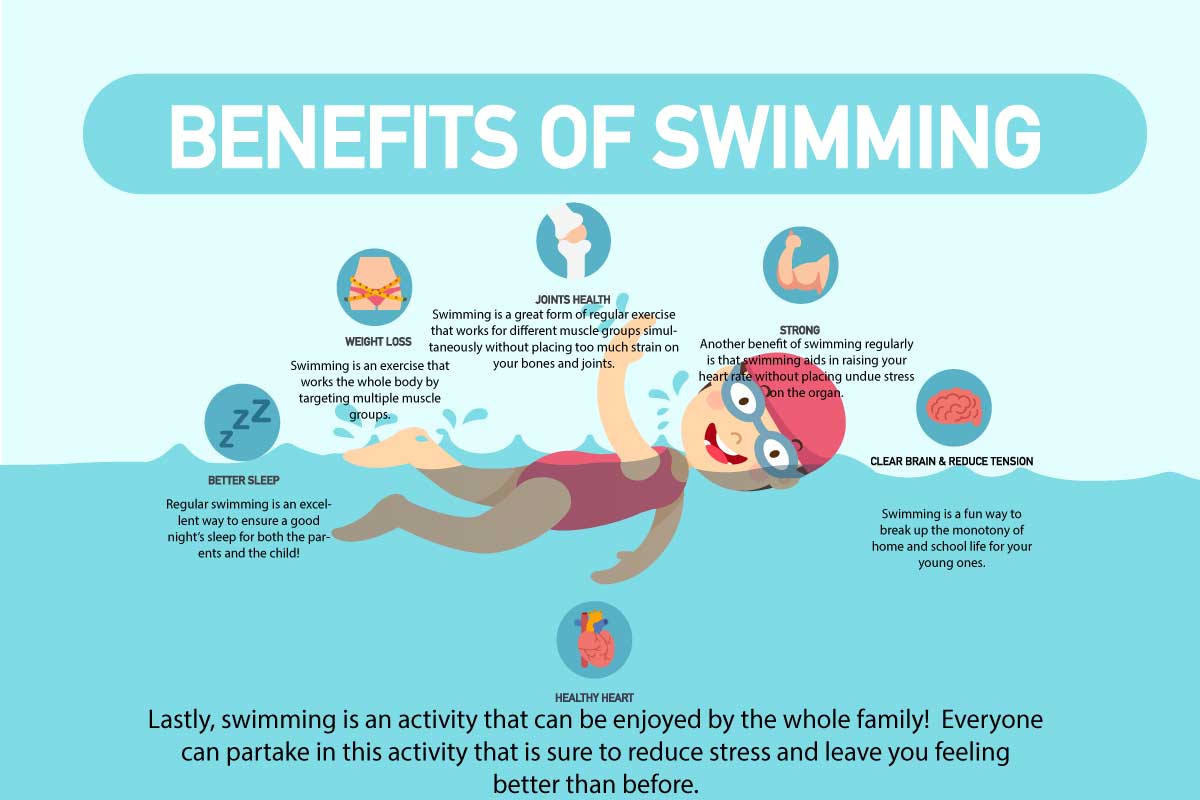 BENEFITS OF SWIMMING
JOINTS HEALTH
Swimming is a great form of regular exercise
that works for different muscle groups simul-
taneously without placing too much strain on
your bones and joints.
STRONG
Another benefit of swimming regularly
is that swimming aids in raising your
heart rate without placing undue stress
on the organ.
WEIGHT LOSS
Swimming is an exercise that
works the whole body by
targeting multiple muscle
groups.
zzz
BETTER SLEEP
Regular swimming is an excel-
lent way to ensure a good
night's sleep for both the par-
ents and the child!
CLEAR BRAIN & REDUCE TENSION
Swimming is a fun way to
break up the monotony of
home and school life for your
young ones.
HEALTHY HEART
Lastly, swimming is an activity that can be enjoyed by the whole family! Everyone
can partake in this activity that is sure to reduce stress and leave you feeling
better than before.